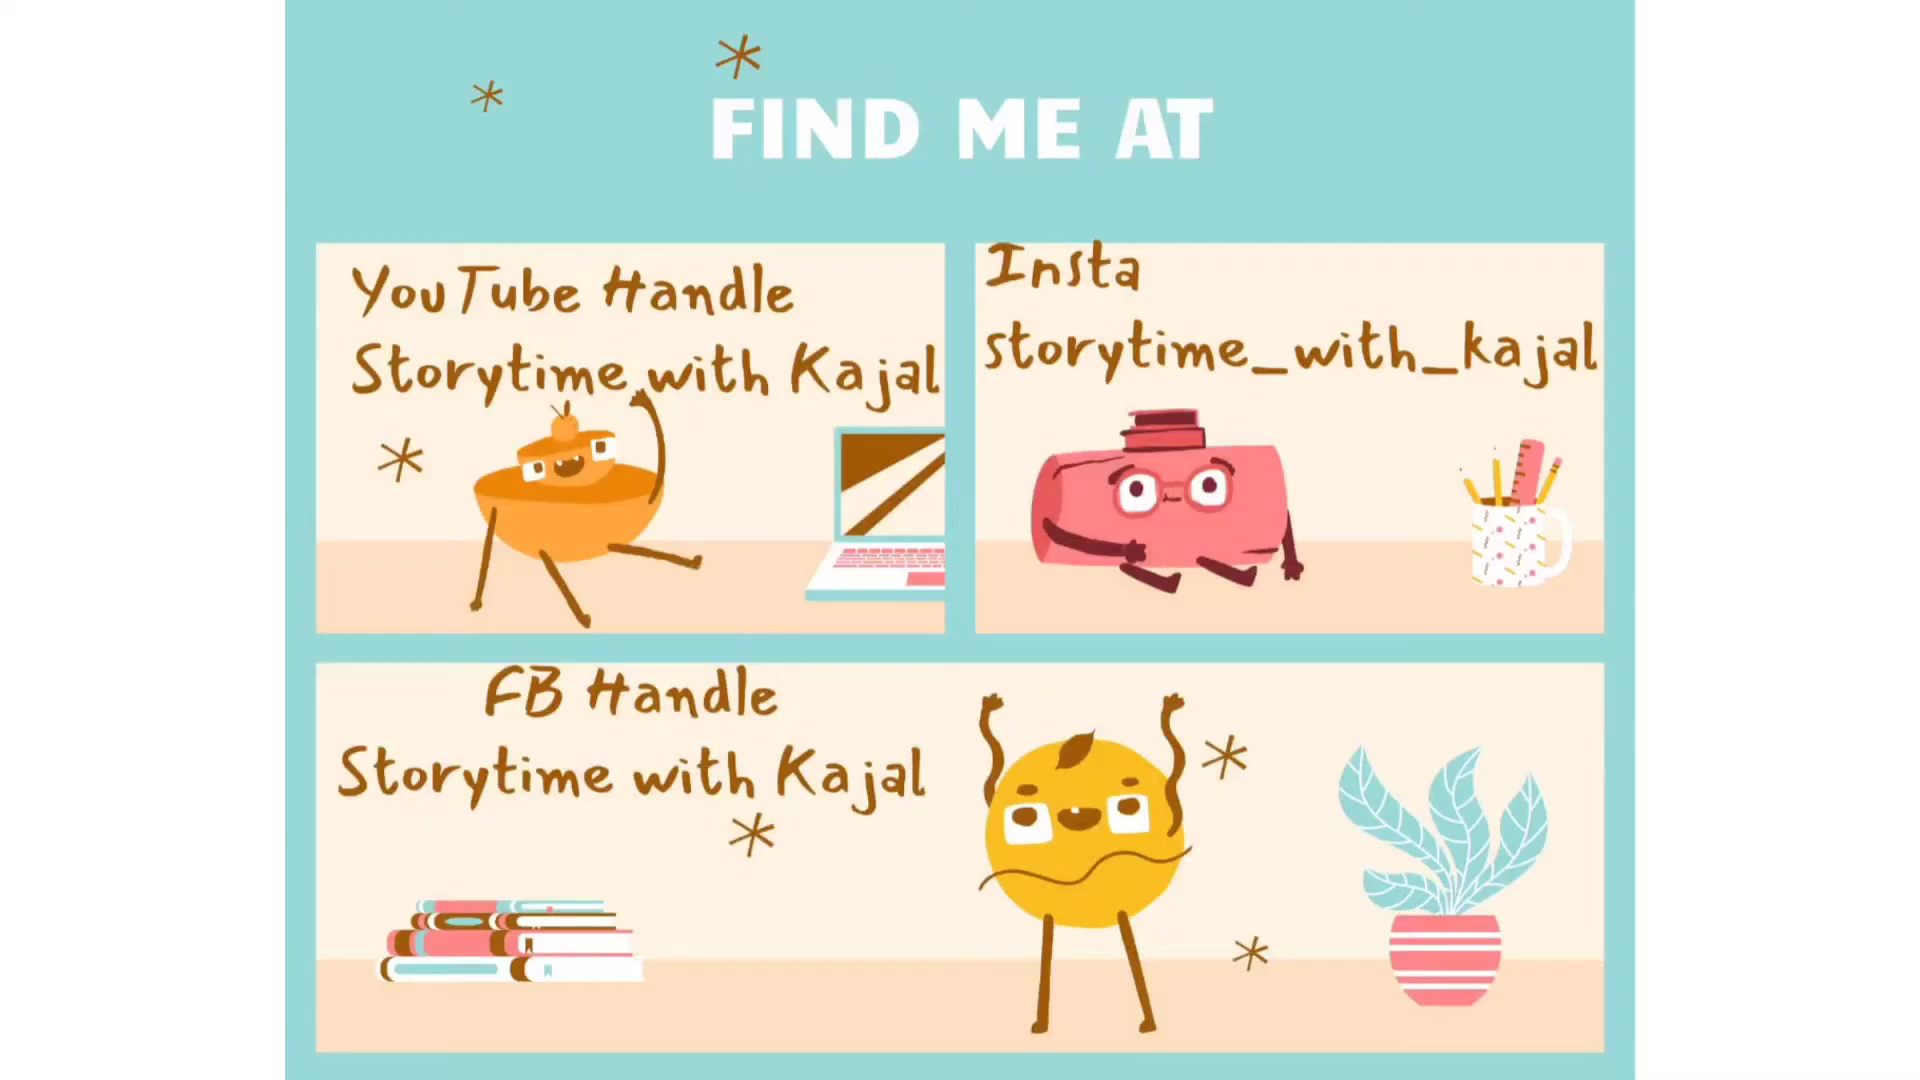 FIND ME AT
YouTube Handle
Storytime with Kajal
Insta
storytime_with_kajal
FB Handle
Storytime with Kajal